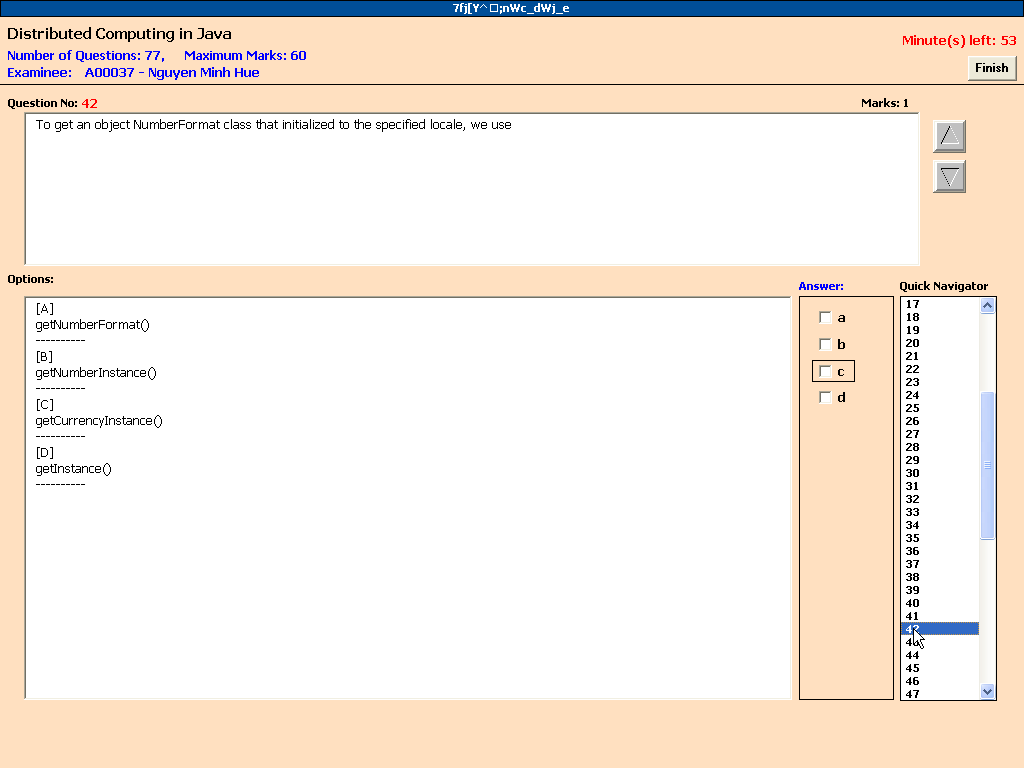 7fj[Y^ □;nWc_dWj_e
Distributed Computing in Java
Number of Questions: 77, Maximum Marks: 60
Minute(s) left: 53
Examinee: A00037 - Nguyen Minh Hue
Finish
Question No: 42
Marks: 1
To get an object NumberFormat class that initialized to the specified locale, we use
Options:
[A]
getNumberFormat()
----------
[B]
getNumberInstance()
----------
[C]
getCurrencyInstance()
----------
[D]
getInstance()
----------
Answer:
a
b
c
d
Quick Navigator
17
18
19
20
21
22
23
24
25
26
27
28
29
30
31
32
33
34
35
36
37
38
39
40
41
42
43
44
45
46
47